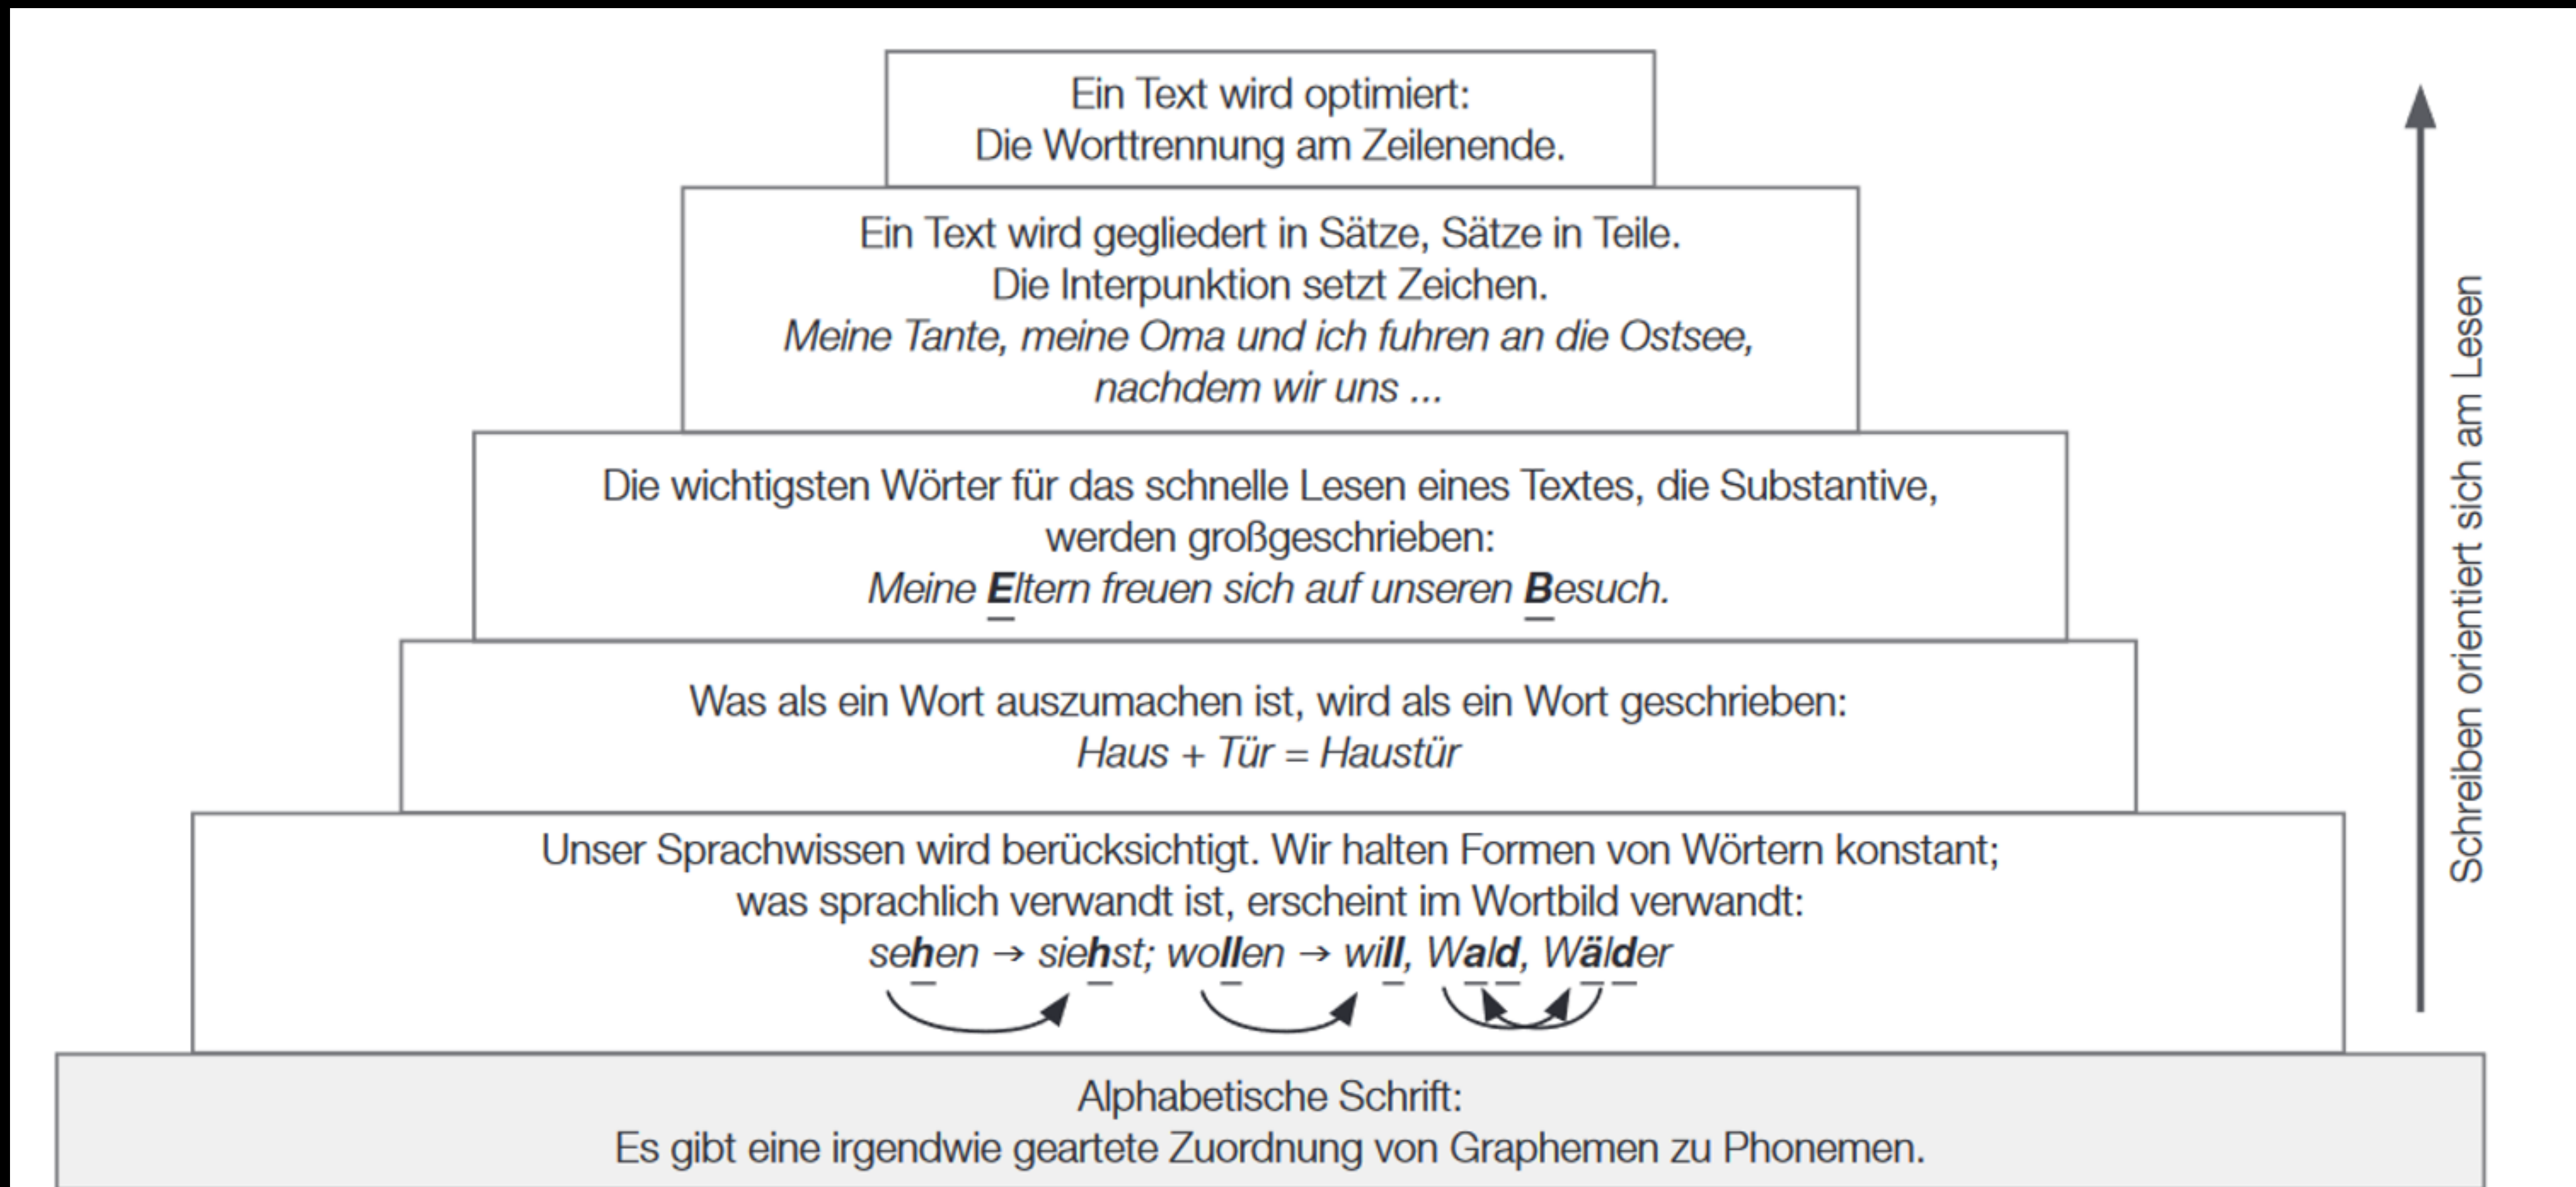 Ein Text wird optimiert:
Die Worttrennung am Zeilenende.
Ein Text wird gegliedert in Sätze, Sätze in Teile.
Die Interpunktion setzt Zeichen.
Meine Tante, meine Oma und ich fuhren an die Ostsee,
nachdem wir uns ...
Die wichtigsten Wörter für das schnelle Lesen eines Textes, die Substantive,
werden großgeschrieben:
Meine Eltern freuen sich auf unseren Besuch.
Was als ein Wort auszumachen ist, wird als ein Wort geschrieben:
Haus + Tür = Haustür
Unser Sprachwissen wird berücksichtigt. Wir halten Formen von Wörtern konstant;
was sprachlich verwandt ist, erscheint im Wortbild verwandt:
sehen → siehst; wollen → will, Wald, Wälder
Alphabetische Schrift:
Es gibt eine irgendwie geartete Zuordnung von Graphemen zu Phonemen.
Schreiben orientiert sich am Lesen